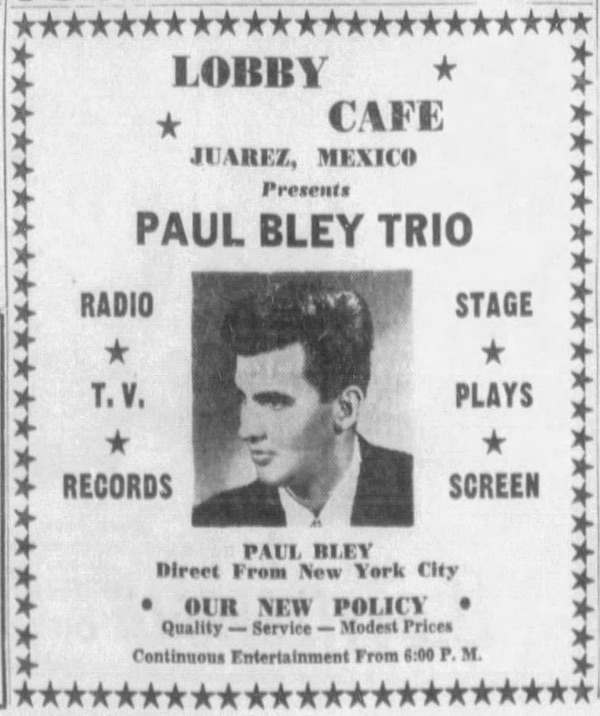 LOBBY
CAFE
JUAREZ, MEXICO
Presents
PAUL BLEY TRIO
RADIO
T. V.
RECORDS
STAGE
PLAYS
SCREEN
PAUL BLEY
Direct From New York City
• OUR NEW POLICY •
Quality — Service — Modest Prices
Continuous Entertainment From 6:00 P. M.